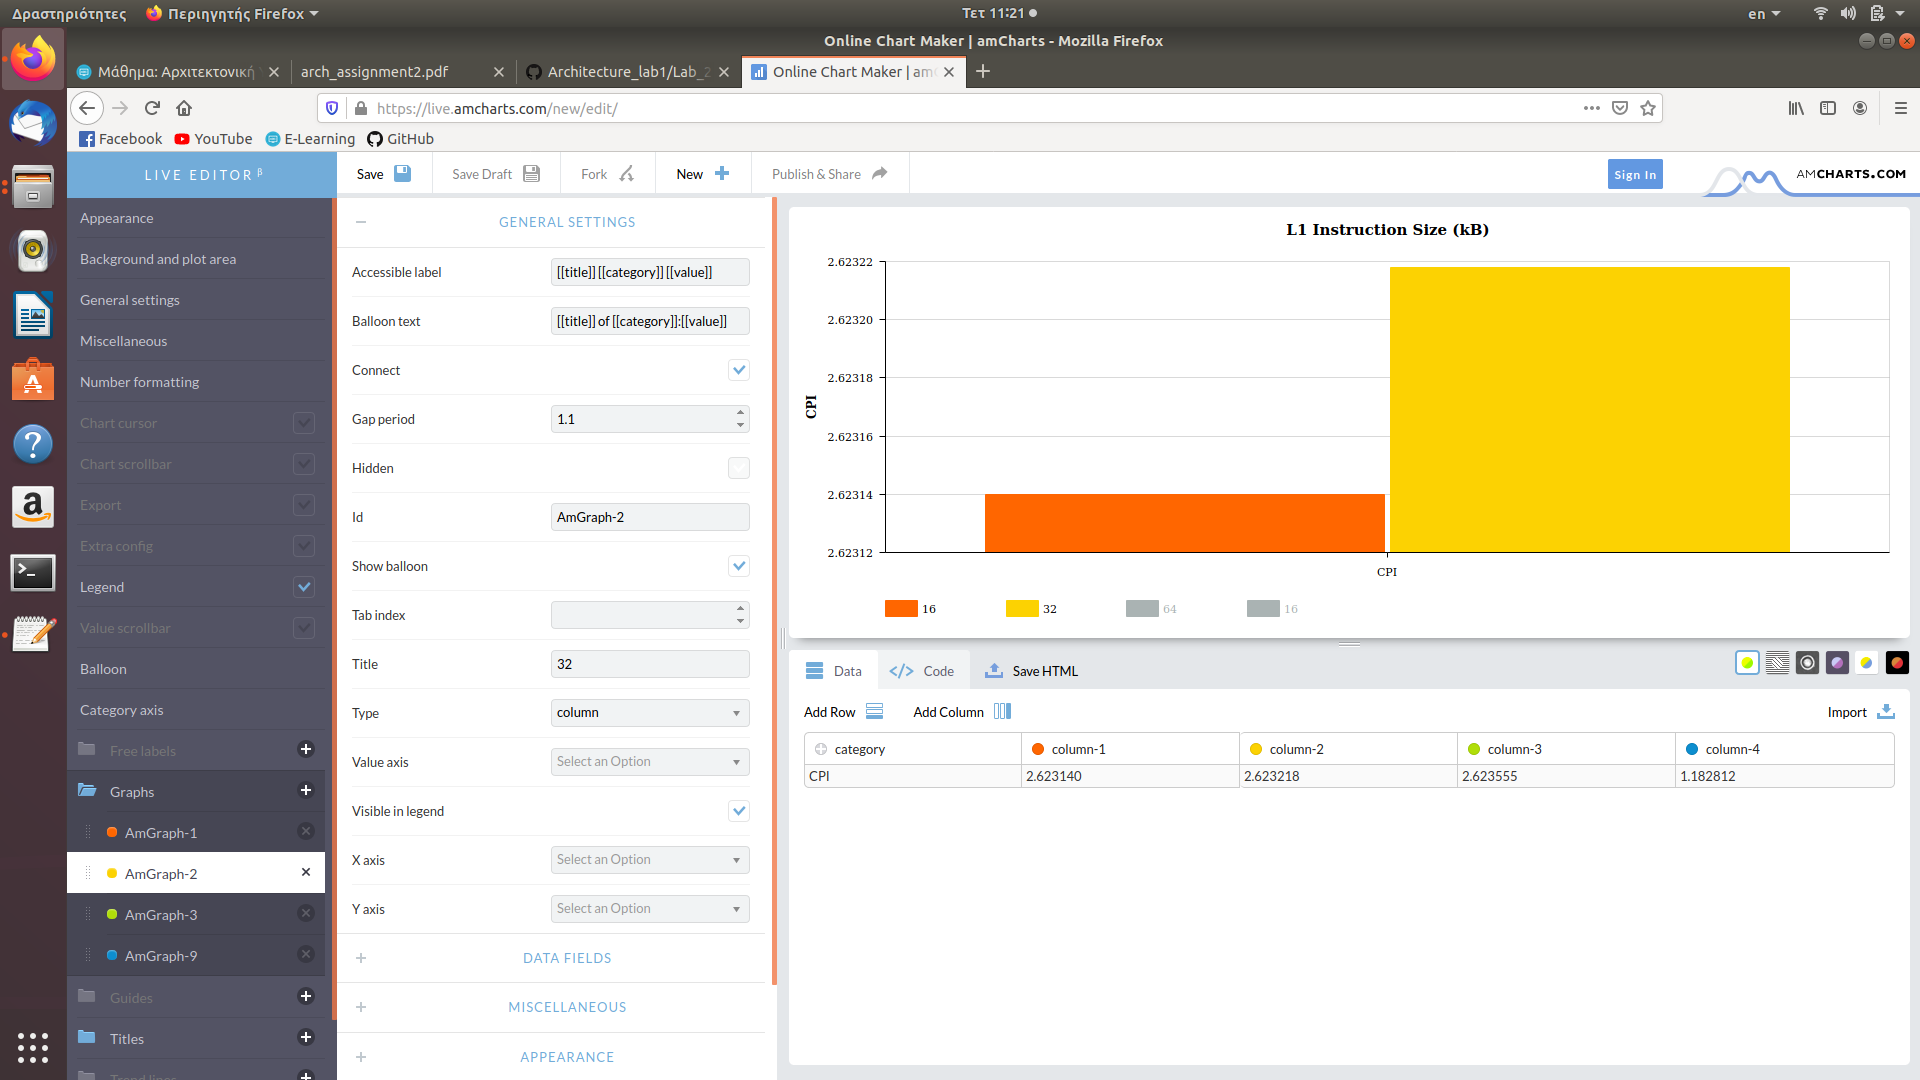 Δραστηριότητες
Περιηγητής Firefox
Τετ 11:21
en
Online Chart Maker | amCharts - Mozilla Firefox
Μάθημα: Αρχιτεκτονική
arch_assignment2.pdf
Architecture_lab1/Lab_2
Online Chart Maker | am
https://live.amcharts.com/new/edit/
Facebook
YouTube
E-Learning
GitHub
LIVE EDITOR β
Save
Save Draft
Fork
New
Publish & Share
Sign In
AMCHARTS.COM
Appearance
Background and plot area
General settings
Miscellaneous
Number formatting
Chart cursor
Chart scrollbar
Export
Extra config
Legend
Value scrollbar
Balloon
Category axis
Free labels
Graphs
AmGraph-1
AmGraph-2
AmGraph-3
AmGraph-9
Guides
Titles
Trend lines
GENERAL SETTINGS
Accessible label
[[title]] [[category]] [[value]]
Balloon text
[[title]] of [[category]]:[[value]]
Connect
Gap period
1.1
Hidden
Id
AmGraph-2
Show balloon
Tab index
Title
32
Type
column
Value axis
Select an Option
Visible in legend
X axis
Select an Option
Y axis
Select an Option
DATA FIELDS
MISCELLANEOUS
APPEARANCE
L1 Instruction Size (kB)
CPI
2.62322
2.62320
2.62318
2.62316
2.62314
2.62312
CPI
16
32
64
16
Data
Code
Save HTML
Add Row
Add Column
Import
category
column-1
column-2
column-3
column-4
CPI
2.623140
2.623218
2.623555
1.182812